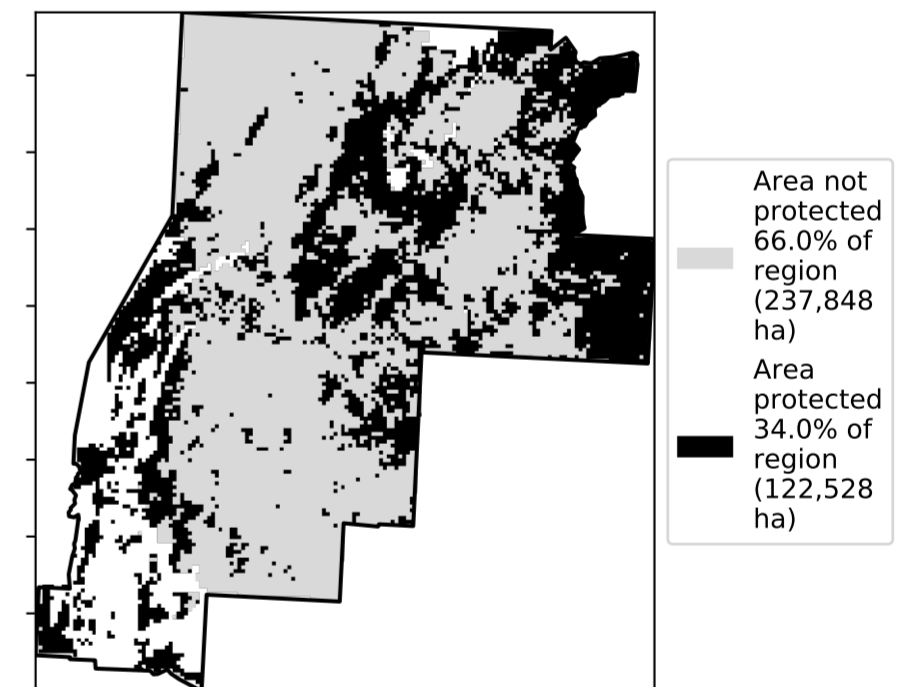 Area not
protected
66.0% of
region
(237,848
ha)
Area
protected
34.0% of
region
(122,528
ha)